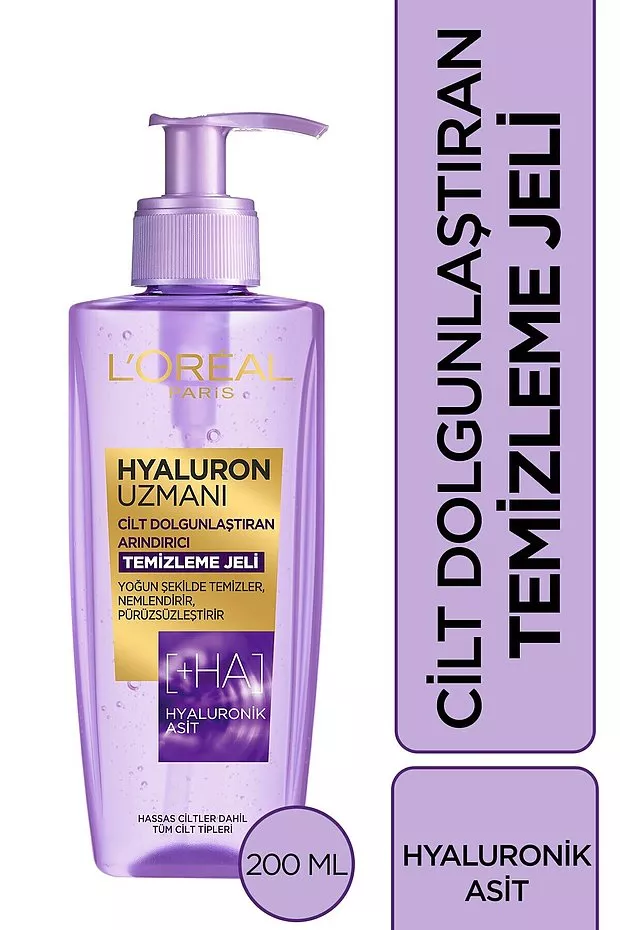 L'ORÉAL
PARİS
HYALURON
UZMANI
CİLT DOLGUNLAŞTIRAN
ARINDIRICI
TEMİZLEME JELİ
YOĞUN ŞEKİLDE TEMİZLER,
NEMLENDİRİR,
PÜRÜZSÜZLEŞTİRİR
[+HA]
HYALURONİK
ASİT
HASSAS CİLTLER DAHİL
TÜM CİLT TİPLERİ
200 ML
CİLT DOLGUNLAŞTIRAN
TEMİZLEME JELİ
HYALURONİK
ASİT